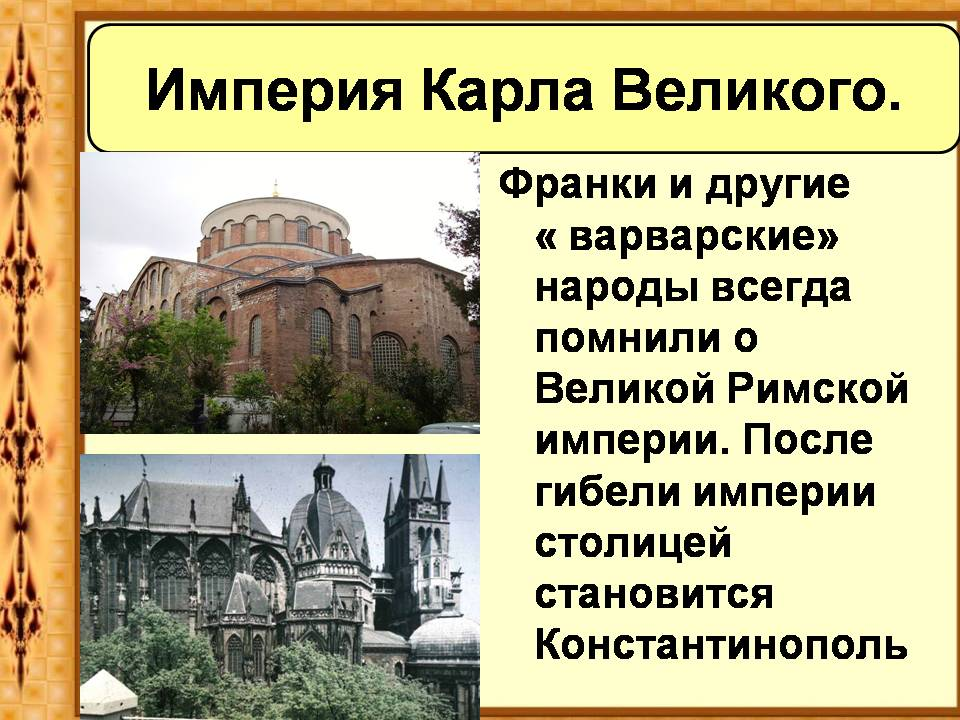 Империя Карла Великого.
Франки и другие
« варварские»
народы всегда
помнили о
Великой Римской
империи. После
гибели империи
столицей
становится
Константинополь